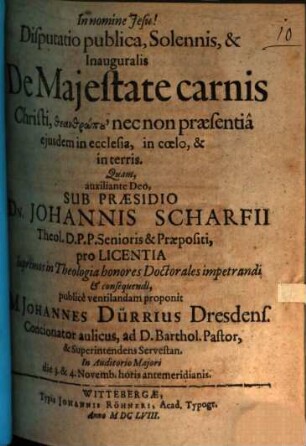 In nomine Jesu!
10
Disputatio publica, Solennis, &
Inauguralis
De Majestate carnis
Christi, θεανθρώπου, nec non præsentiâ
ejusdem in ecclesia, in cœlo, &
in terris.
Quam,
auxiliante Deo,
SUB PRÆSIDIO
Dn. JOHANNIS SCHARFII
Theol. D. P. P. Senioris & Præpositi,
pro LICENTIA
supremos in Theologia honores Doctorales impetrandi
& consequendi,
publicè ventilandam proponit
M. JOHANNES DÜRRIUS Dresdens.
Concionator aulicus, ad D. Barthol. Pastor,
& Superintendens Servestan.
In Auditorio Majori
die 3. & 4. Novemb. horis antemeridianis.
WITTEBERGÆ,
Typis JOHANNIS RÖHNERI, Acad. Typogr.
Anno M DC LVIII.